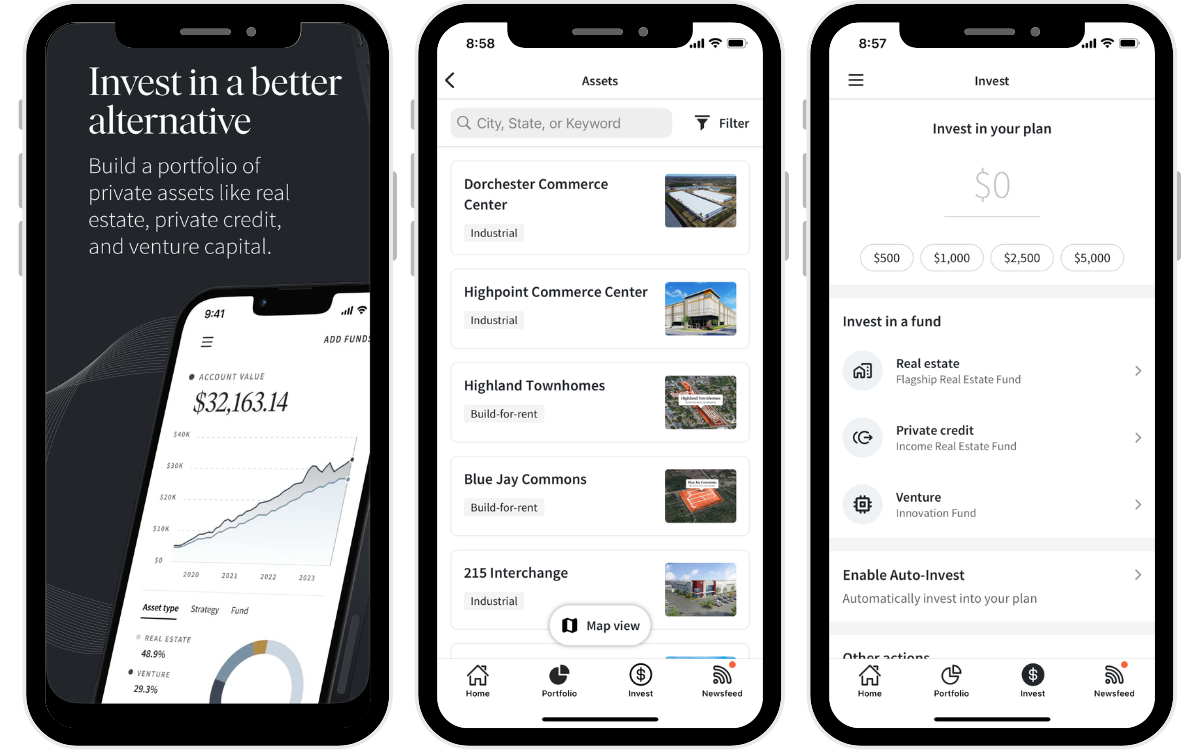 Invest in a better
alternative
Build a portfolio of
private assets like real
estate, private credit,
and venture capital.
9:41
ADD FUNDS
ACCOUNT VALUE
$32,163.14
$40K
$30K
$20K
$10K
$0
2020 2021 2022 2023
Asset type Strategy Fund
REAL ESTATE
48.9%
VENTURE
29.3%
8:58
Assets
City, State, or Keyword
Filter
Dorchester Commerce
Center
Industrial
Highpoint Commerce Center
Industrial
Highland Townhomes
Build-for-rent
Highland Townhomes
Blue Jay Commons
Build-for-rent
Blue Jay Commons
215 Interchange
Industrial
Map view
Home Portfolio Invest Newsfeed
8:57
Invest
Invest in your plan
$0
$500 $1,000 $2,500 $5,000
Invest in a fund
Real estate
Flagship Real Estate Fund
Private credit
Income Real Estate Fund
Venture
Innovation Fund
Enable Auto-Invest
Automatically invest into your plan
Other actions
Home Portfolio Invest Newsfeed